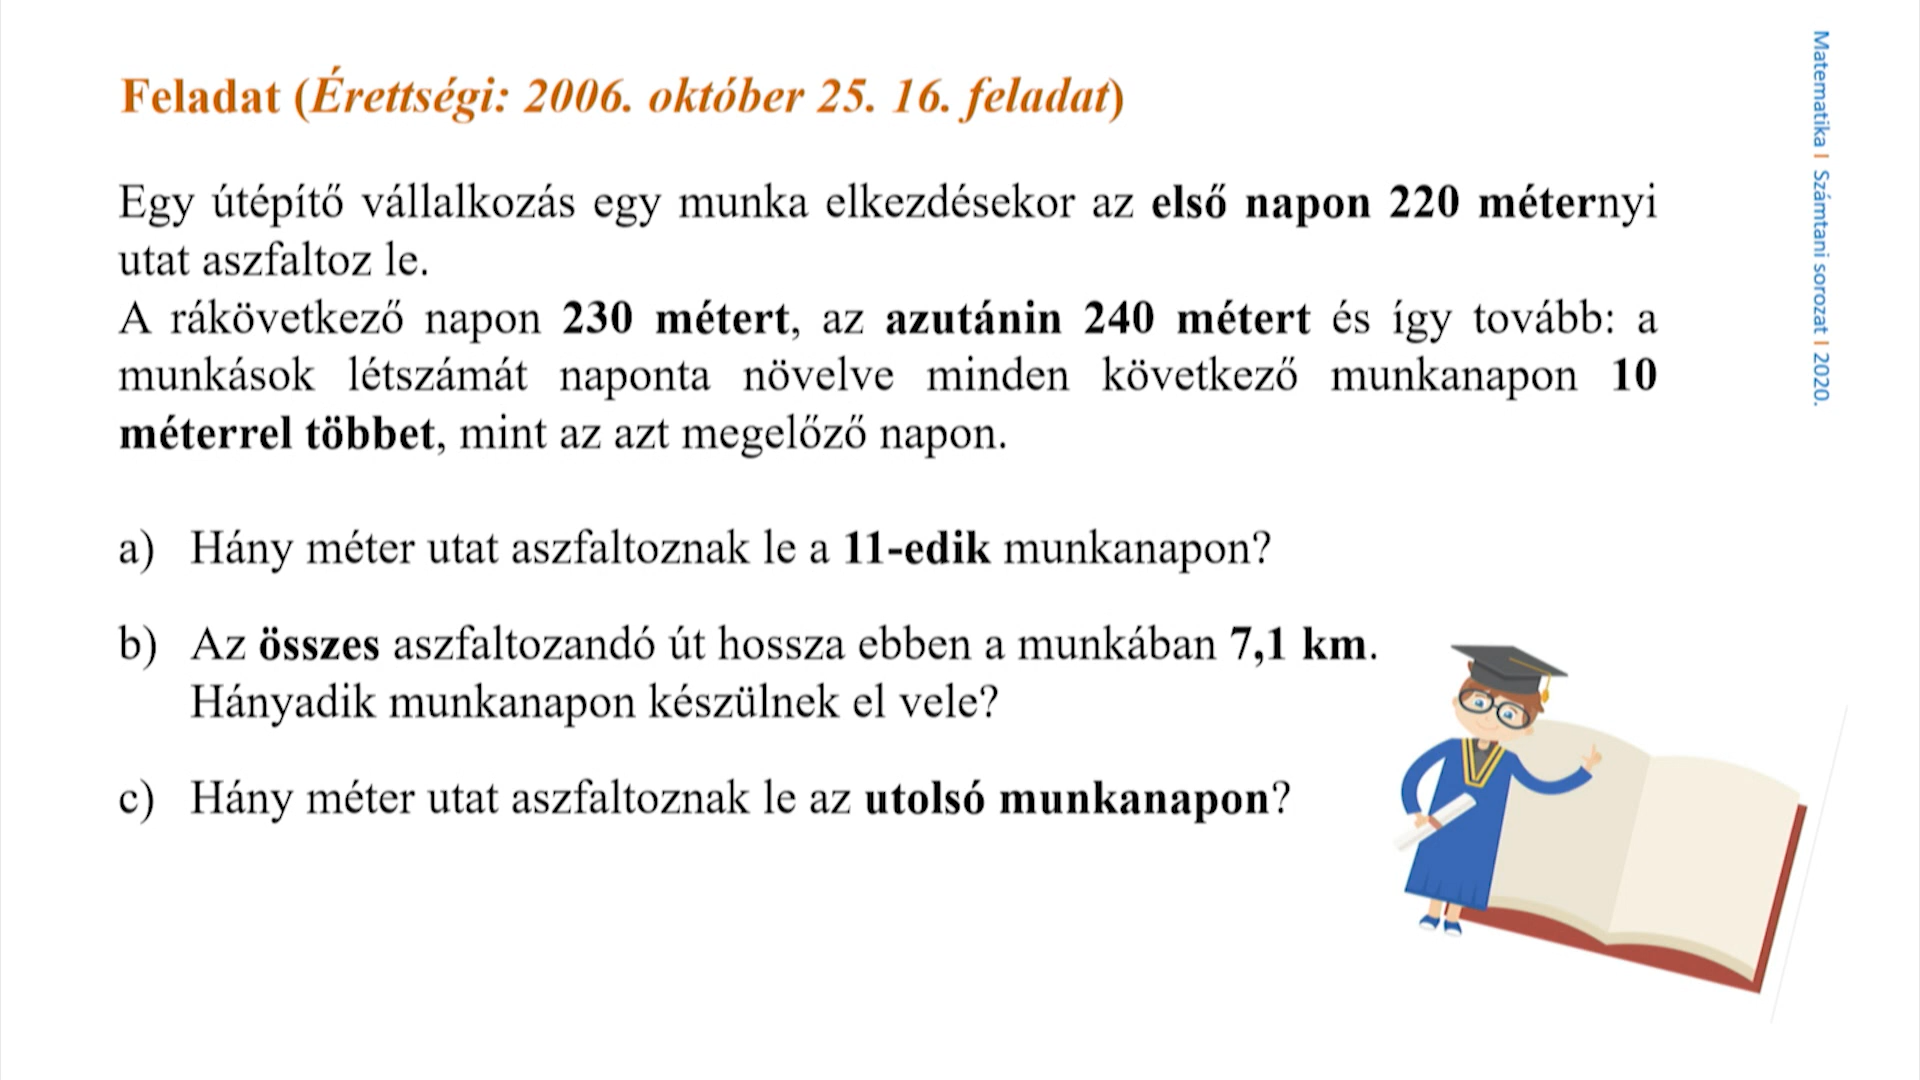 Feladat (Érettségi: 2006. október 25. 16. feladat)
Egy útépítő vállalkozás egy munka elkezdésekor az első napon 220 méternyi
utat aszfaltoz le.
A rákövetkező napon 230 métert, az azutánin 240 métert és így tovább: a
munkások létszámát naponta növelve minden következő munkanapon 10
méterrel többet, mint az azt megelőző napon.
a) Hány méter utat aszfaltoznak le a 11-edik munkanapon?
b) Az összes aszfaltozandó út hossza ebben a munkában 7,1 km.
Hányadik munkanapon készülnek el vele?
c) Hány méter utat aszfaltoznak le az utolsó munkanapon?
Matematika I Számtani sorozat I 2020.